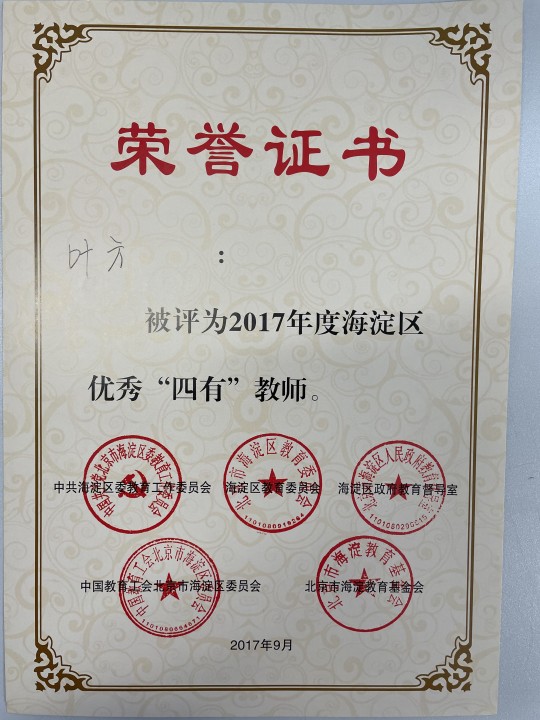 荣誉证书
叶方 :
被评为2017年度海淀区
优秀“四有”教师。
中共海淀区委教育工作委员会 海淀区教育委员会 海淀区政府教育督导室
中国教育工会北京市海淀区委员会 北京市海淀教育基金会
2017年9月